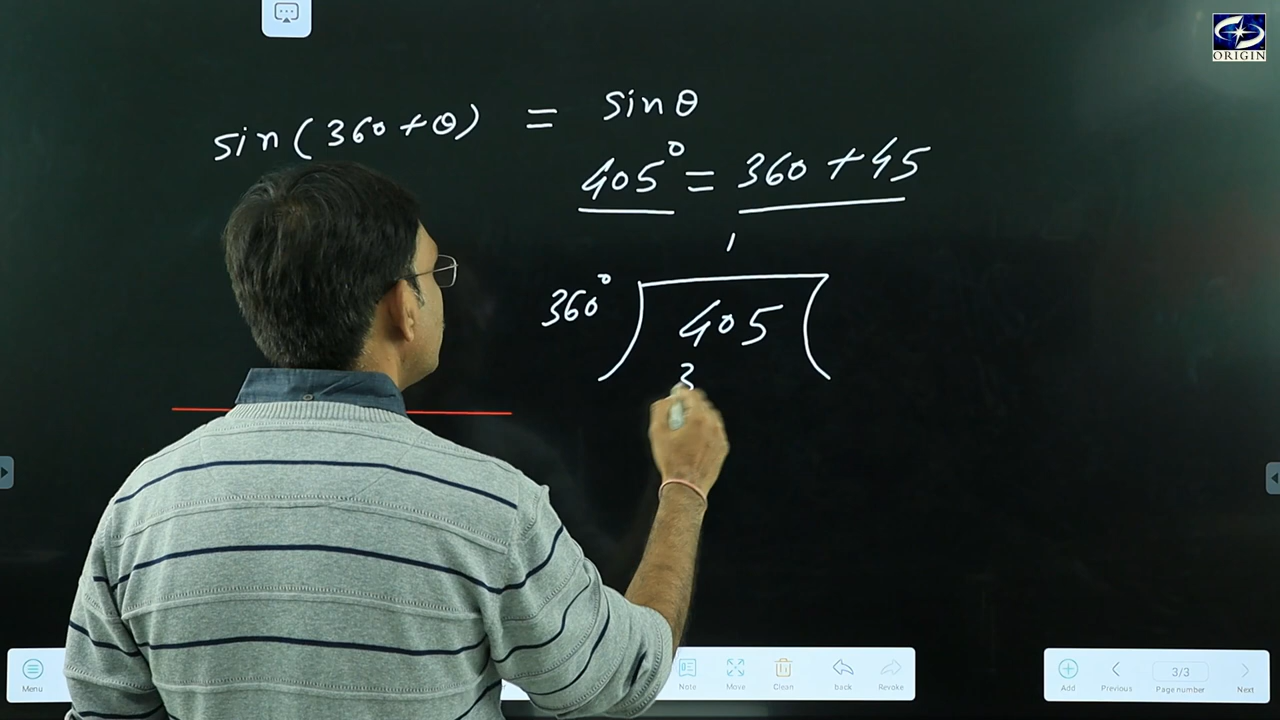 ORIGIN
sin(360+θ) = sinθ
405° = 360 + 45
1
360° ) 405 (
3
Menu
Note Move Clean back Revoke
Add Previous 3/3 Page number Next